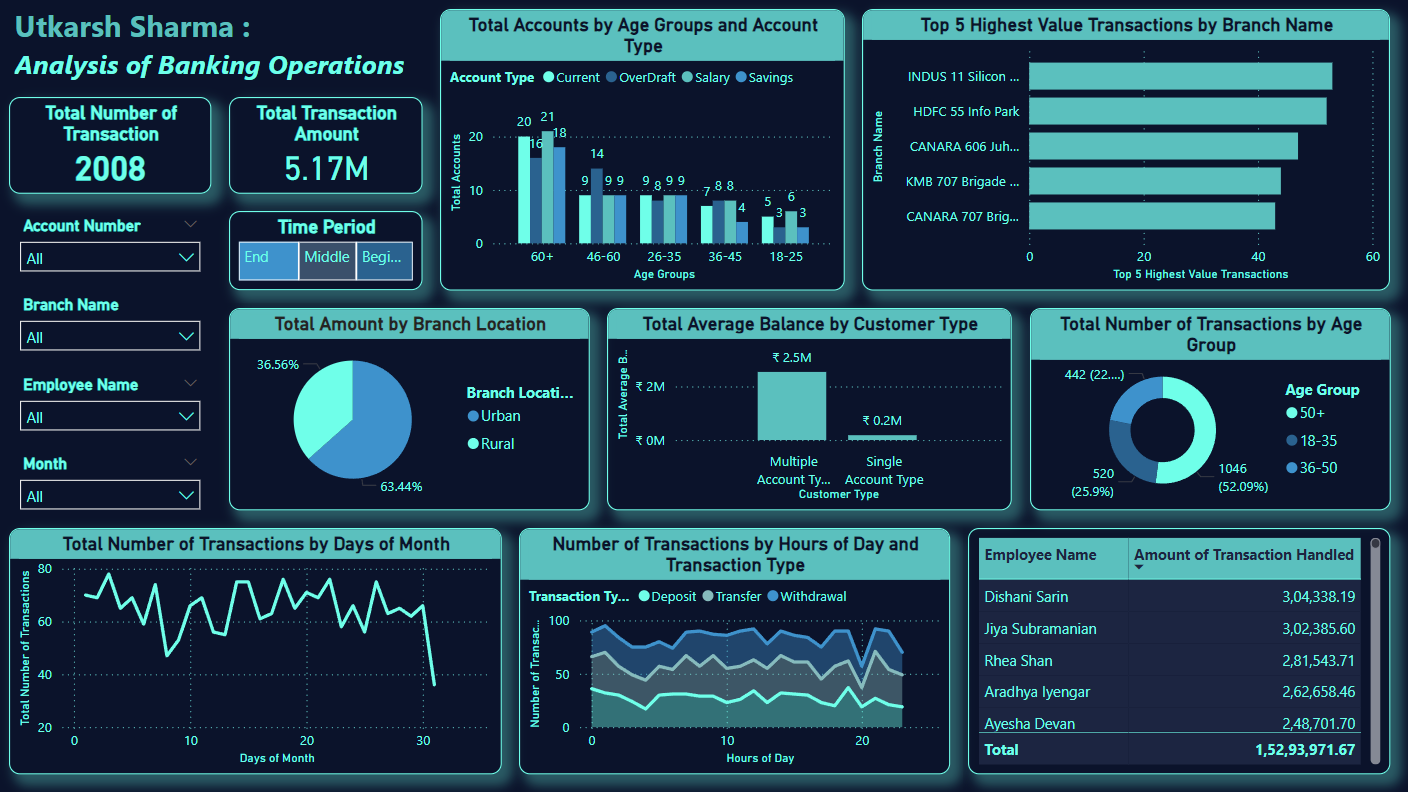 Utkarsh Sharma :
Analysis of Banking Operations
Total Number of
Transaction
2008
Total Transaction
Amount
5.17M
Account Number
All
Time Period
End
Middle
Begi...
Branch Name
All
Employee Name
All
Month
All
Total Accounts by Age Groups and Account
Type
Account Type
Current
OverDraft
Salary
Savings
Total Accounts
20
10
0
20
16
21
18
9
14
9
9
9
8
9
9
7
8
8
4
5
3
6
3
60+
46-60
26-35
36-45
18-25
Age Groups
Top 5 Highest Value Transactions by Branch Name
Branch Name
INDUS 11 Silicon ...
HDFC 55 Info Park
CANARA 606 Juh...
KMB 707 Brigade ...
CANARA 707 Brig...
0
20
40
60
Top 5 Highest Value Transactions
Total Amount by Branch Location
36.56%
63.44%
Branch Locati...
Urban
Rural
Total Average Balance by Customer Type
Total Average B...
₹ 2M
₹ 0M
₹ 2.5M
₹ 0.2M
Multiple
Account Ty...
Single
Account Type
Customer Type
Total Number of Transactions by Age
Group
442 (22....)
520
(25.9%)
1046
(52.09%)
Age Group
50+
18-35
36-50
Total Number of Transactions by Days of Month
Total Number of Transactions
80
60
40
20
0
10
20
30
Days of Month
Number of Transactions by Hours of Day and
Transaction Type
Transaction Ty...
Deposit
Transfer
Withdrawal
Number of Transac...
100
50
0
0
10
20
Hours of Day
Employee Name
Amount of Transaction Handled
Dishani Sarin
3,04,338.19
Jiya Subramanian
3,02,385.60
Rhea Shan
2,81,543.71
Aradhya Iyengar
2,62,658.46
Ayesha Devan
2,48,701.70
Total
1,52,93,971.67